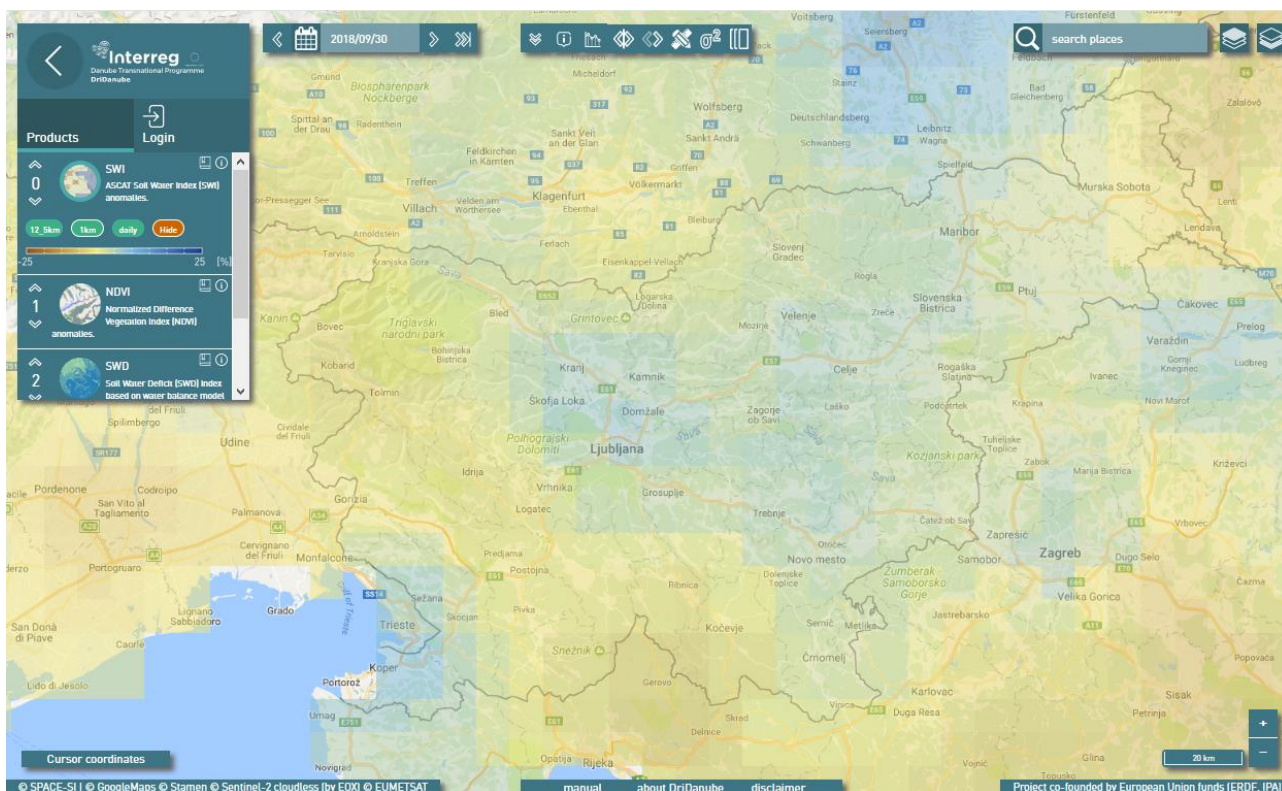 Interreg
Danube Transnational Programme
DriDanube
Products
Login
0
SWI
ASCAT Soil Water Index (SWI)
anomalies.
12_5km
1km
daily
Hide
-25
25 [%]
1
NDVI
Normalized Difference
Vegetation Index (NDVI)
anomalies.
2
SWD
Soil Water Deficit (SWD) index
based on water balance model
2018/09/30
search places
Voitsberg
Fürstenfeld
Seiersberg
Feldbach
Micheldorf
Gmünd
Biosphärenpark
Nockberge
Stainz
Bad
Gleichenberg
Zalalövő
Wolfsberg
Spittal an
der Drau
Radenthein
Deutschlandsberg
Leibnitz
Wagna
Sankt Veit
an der Glan
Sankt Andrä
Feldkirchen
in Kärnten
Schwanberg
Griffen
Spielfeld
Treffen
Völkermarkt
Murska Sobota
Klagenfurt
Ebenthal
Lenti
Villach
Velden am
Wörthersee
Bleiburg
Lendava
Arnoldstein
Ferlach
Slovenj
Gradec
Maribor
Tarvisio
Kranjska Gora
Sava
Eisenkappel-Vellach
Rogla
Logarska
Dolina
Slovenska
Bistrica
Ptuj
Kanin
Bovec
Triglavski
narodni park
Bled
Grintovec
Mozirje
Velenje
Zreče
Čakovec
Prelog
Varaždin
Bohinjska
Bistrica
Kobarid
Kranj
Kamnik
Celje
Rogaška
Slatina
Ivanec
Gornji
Kneginec
Ludbreg
Tolmin
Škofja Loka
Domžale
Zagorje
ob Savi
Laško
Podčetrtek
Krapina
Novi Marof
del Friuli
Spilimbergo
Cividale
del Friuli
Udine
Polhograjski
Dolomiti
Ljubljana
Sava
Sava
Kozjanski park
Tuheljske
Toplice
Zabok
Marija Bistrica
Križevci
Idrija
Vrhnika
Grosuplje
Pordenone
Codroipo
San Vito al
Tagliamento
Palmanova
Gorizia
Logatec
Trebnje
Čatež ob Savi
Zaprešić
Vrbovec
Cervignano
del Friuli
Monfalcone
Predjama
Postojna
Otočec
Novo mesto
Dolenjske
Toplice
Samobor
Zagreb
Dugo Selo
Portogruaro
Ribnica
Žumberak -
Samoborsko
Gorje
Velika Gorica
Čazma
Lignano
Sabbiadoro
Grado
Gulf of Trieste
Sežana
Trieste
Škocjan
Pivka
Kočevje
Semič
Metlika
Jastrebarsko
San Donà
di Piave
Caorle
Snežnik
Črnomelj
Popovača
Lido di Jesolo
Koper
Portorož
Gerovo
Karlovac
Sisak
Umag
Skrad
Delnice
Vinica
Duga Resa
Petrinja
Novigrad
Opatija
Rijeka
Vojnić
Glina
Topusko
Cursor coordinates
20 km
+
−
© SPACE-SI | © GoogleMaps © Stamen © Sentinel-2 cloudless (by EOX) © EUMETSAT
manual
about DriDanube
disclaimer
Project co-founded by European Union funds (ERDF, IPA)